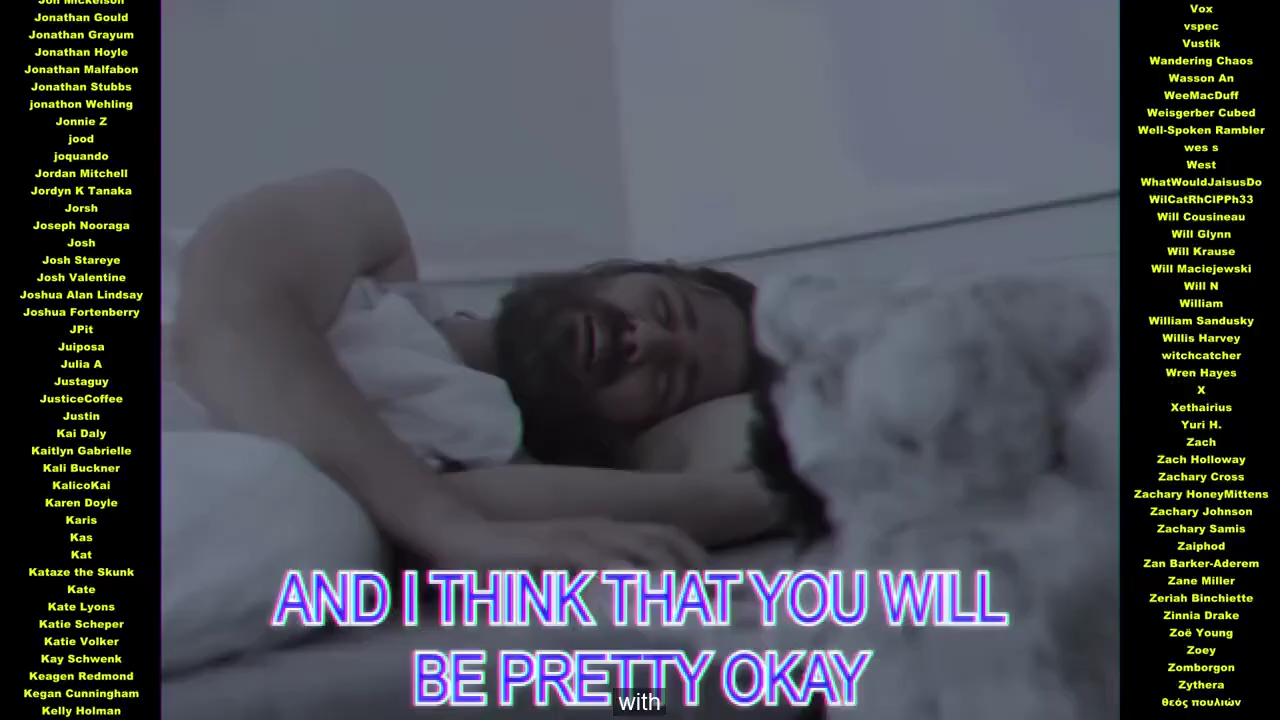 Jon Mickelson
Jonathan Gould
Jonathan Grayum
Jonathan Hoyle
Jonathan Malfabon
Jonathan Stubbs
jonathon Wehling
Jonnie Z
jood
joquando
Jordan Mitchell
Jordyn K Tanaka
Jorsh
Joseph Nooraga
Josh
Josh Stareye
Josh Valentine
Joshua Alan Lindsay
Joshua Fortenberry
JPit
Juiposa
Julia A
Justaguy
JusticeCoffee
Justin
Kai Daly
Kaitlyn Gabrielle
Kali Buckner
KalicoKai
Karen Doyle
Karis
Kas
Kat
Kataze the Skunk
Kate
Kate Lyons
Katie Scheper
Katie Volker
Kay Schwenk
Keagen Redmond
Kegan Cunningham
Kelly Holman
AND I THINK THAT YOU WILL
BE PRETTY OKAY
with
Vox
vspec
Vustik
Wandering Chaos
Wasson An
WeeMacDuff
Weisgerber Cubed
Well-Spoken Rambler
wes s
West
WhatWouldJaisusDo
WilCatRhClPPh33
Will Cousineau
Will Glynn
Will Krause
Will Maciejewski
Will N
William
William Sandusky
Willis Harvey
witchcatcher
Wren Hayes
X
Xethairius
Yuri H.
Zach
Zach Holloway
Zachary Cross
Zachary HoneyMittens
Zachary Johnson
Zachary Samis
Zaiphod
Zan Barker-Aderem
Zane Miller
Zeriah Binchiette
Zinnia Drake
Zoë Young
Zoey
Zomborgon
Zythera
θεός πουλιών